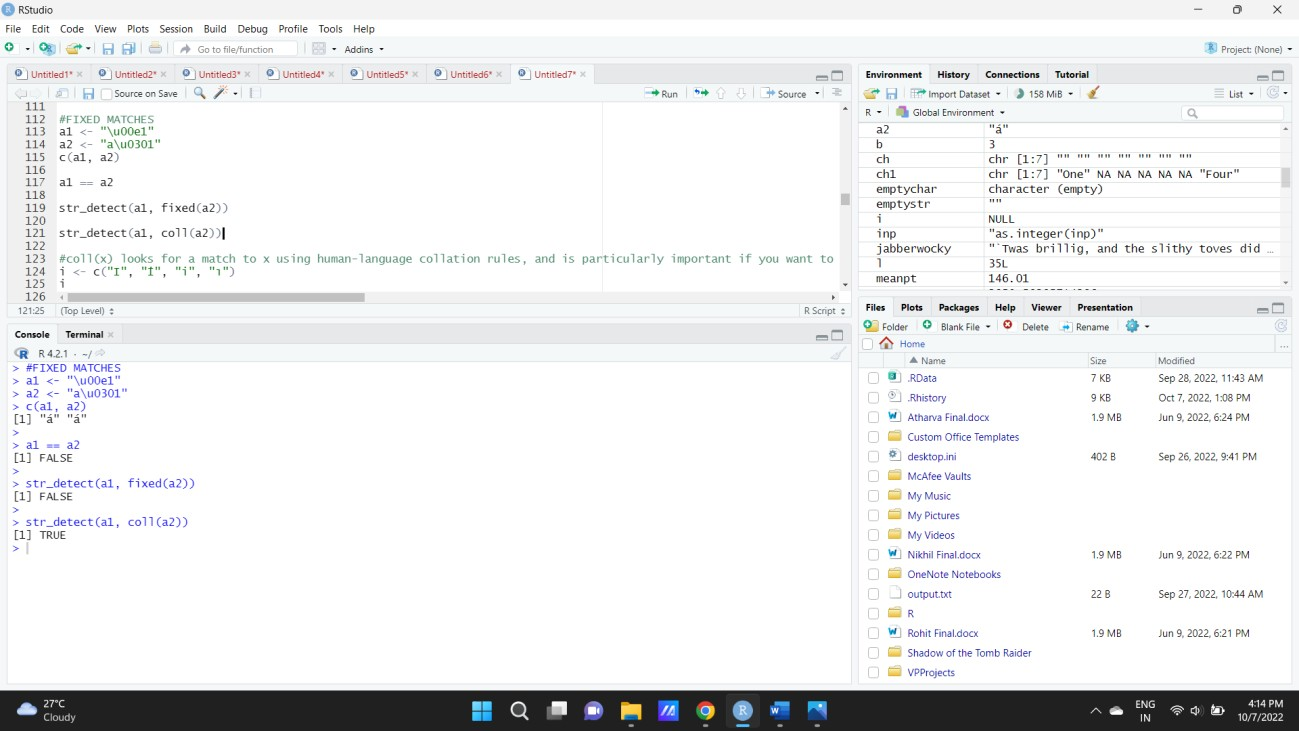 RStudio
File Edit Code View Plots Session Build Debug Profile Tools Help
Go to file/function Addins Project: (None)
Untitled1* Untitled2* Untitled3* Untitled4* Untitled5* Untitled6* Untitled7*
Source on Save Run Source
111
112 #FIXED MATCHES
113 a1 <- "\u00e1"
114 a2 <- "a\u0301"
115 c(a1, a2)
116
117 a1 == a2
118
119 str_detect(a1, fixed(a2))
120
121 str_detect(a1, coll(a2))
122
123 #coll(x) looks for a match to x using human-language collation rules, and is particularly important if you want to
124 i <- c("I", "İ", "i", "ı")
125 i
126
121:25 (Top Level) R Script
Console Terminal
R 4.2.1 · ~/
> #FIXED MATCHES
> a1 <- "\u00e1"
> a2 <- "a\u0301"
> c(a1, a2)
[1] "á" "á"
>
> a1 == a2
[1] FALSE
>
> str_detect(a1, fixed(a2))
[1] FALSE
>
> str_detect(a1, coll(a2))
[1] TRUE
>
Environment History Connections Tutorial
Import Dataset 158 MiB List
R Global Environment
a2 "á"
b 3
ch chr [1:7] "" "" "" "" "" "" ""
ch1 chr [1:7] "One" NA NA NA NA NA "Four"
emptychar character (empty)
emptystr ""
i NULL
inp "as.integer(inp)"
jabberwocky "`Twas brillig, and the slithy toves did …
l 35L
meanpt 146.01
Files Plots Packages Help Viewer Presentation
Folder Blank File Delete Rename
Home ...
Name Size Modified
.RData 7 KB Sep 28, 2022, 11:43 AM
.Rhistory 9 KB Oct 7, 2022, 1:08 PM
Atharva Final.docx 1.9 MB Jun 9, 2022, 6:24 PM
Custom Office Templates
desktop.ini 402 B Sep 26, 2022, 9:41 PM
McAfee Vaults
My Music
My Pictures
My Videos
Nikhil Final.docx 1.9 MB Jun 9, 2022, 6:22 PM
OneNote Notebooks
output.txt 22 B Sep 27, 2022, 10:44 AM
R
Rohit Final.docx 1.9 MB Jun 9, 2022, 6:21 PM
Shadow of the Tomb Raider
VPProjects
27°C
Cloudy
ENG
IN
4:14 PM
10/7/2022